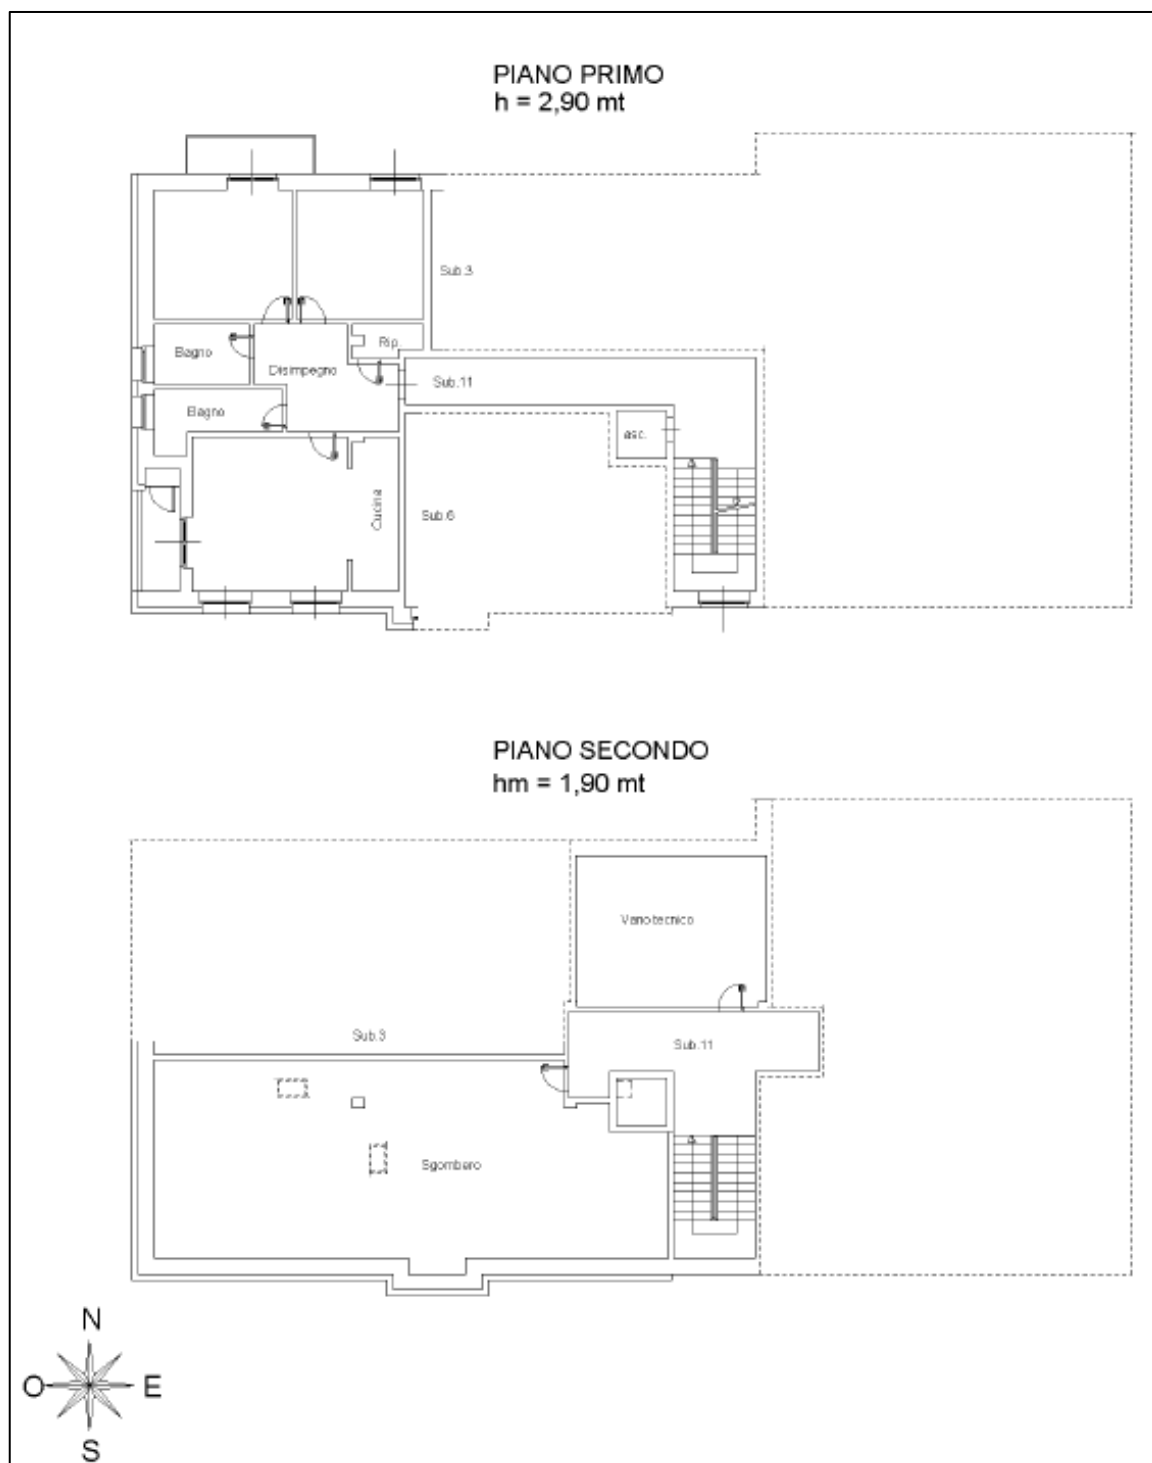 PIANO PRIMO
h = 2,90 mt
Sub.3
Rip.
Bagno
Disimpegno
Sub.11
Bagno
asc.
Cucina
Sub.6
PIANO SECONDO
hm = 1,90 mt
Vano tecnico
Sub.3
Sub.11
Sgombero
N
O E
S